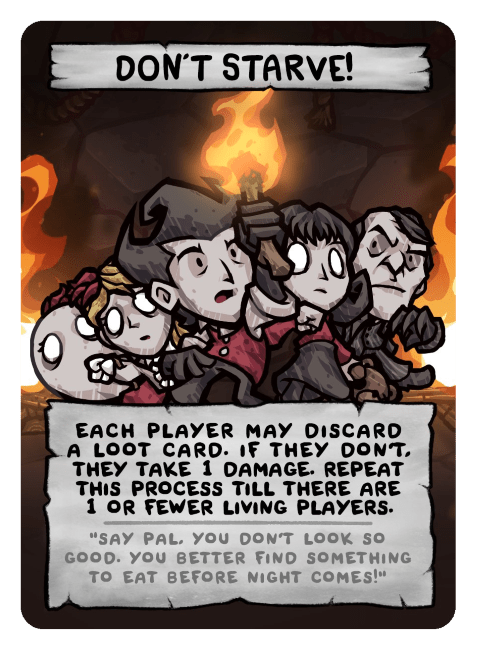 DON'T STARVE!
EACH PLAYER MAY DISCARD
A LOOT CARD. IF THEY DON'T,
THEY TAKE 1 DAMAGE. REPEAT
THIS PROCESS TILL THERE ARE
1 OR FEWER LIVING PLAYERS.
"SAY PAL, YOU DON'T LOOK SO
GOOD. YOU BETTER FIND SOMETHING
TO EAT BEFORE NIGHT COMES!"